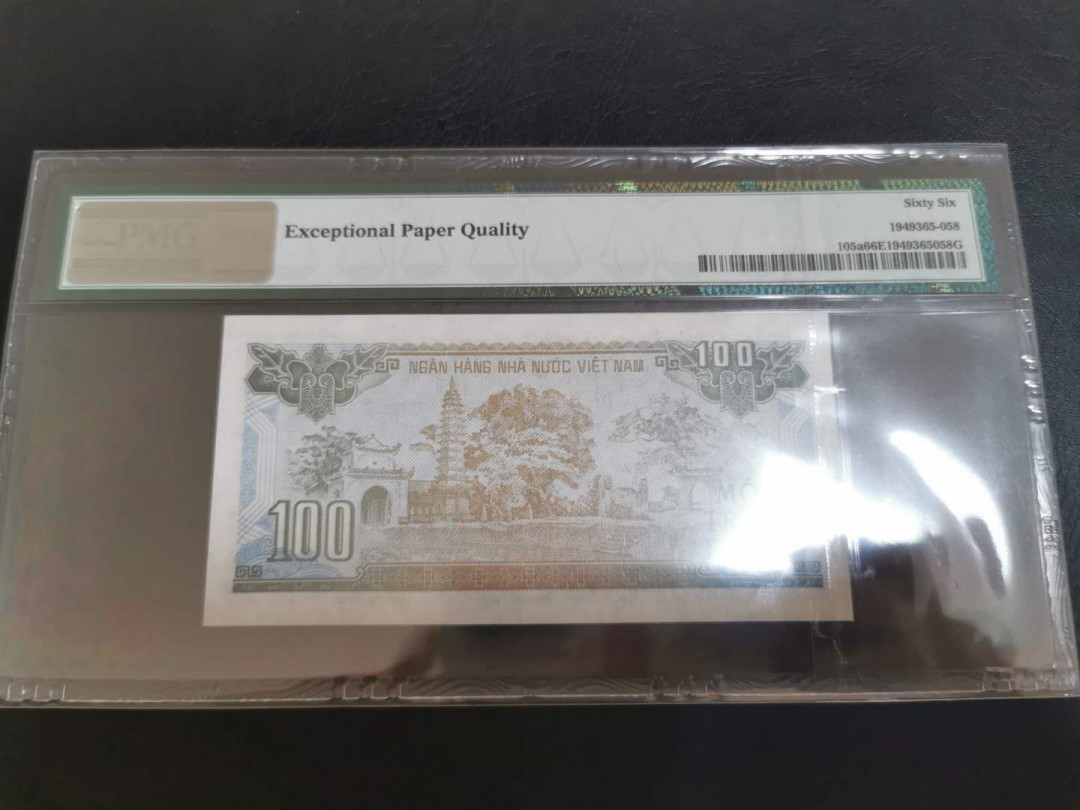 PMG
Exceptional Paper Quality
Sixty Six
1949365-058
105a66E1949365058G
NGÂN HÀNG NHÀ NƯỚC VIỆT NAM
100
100